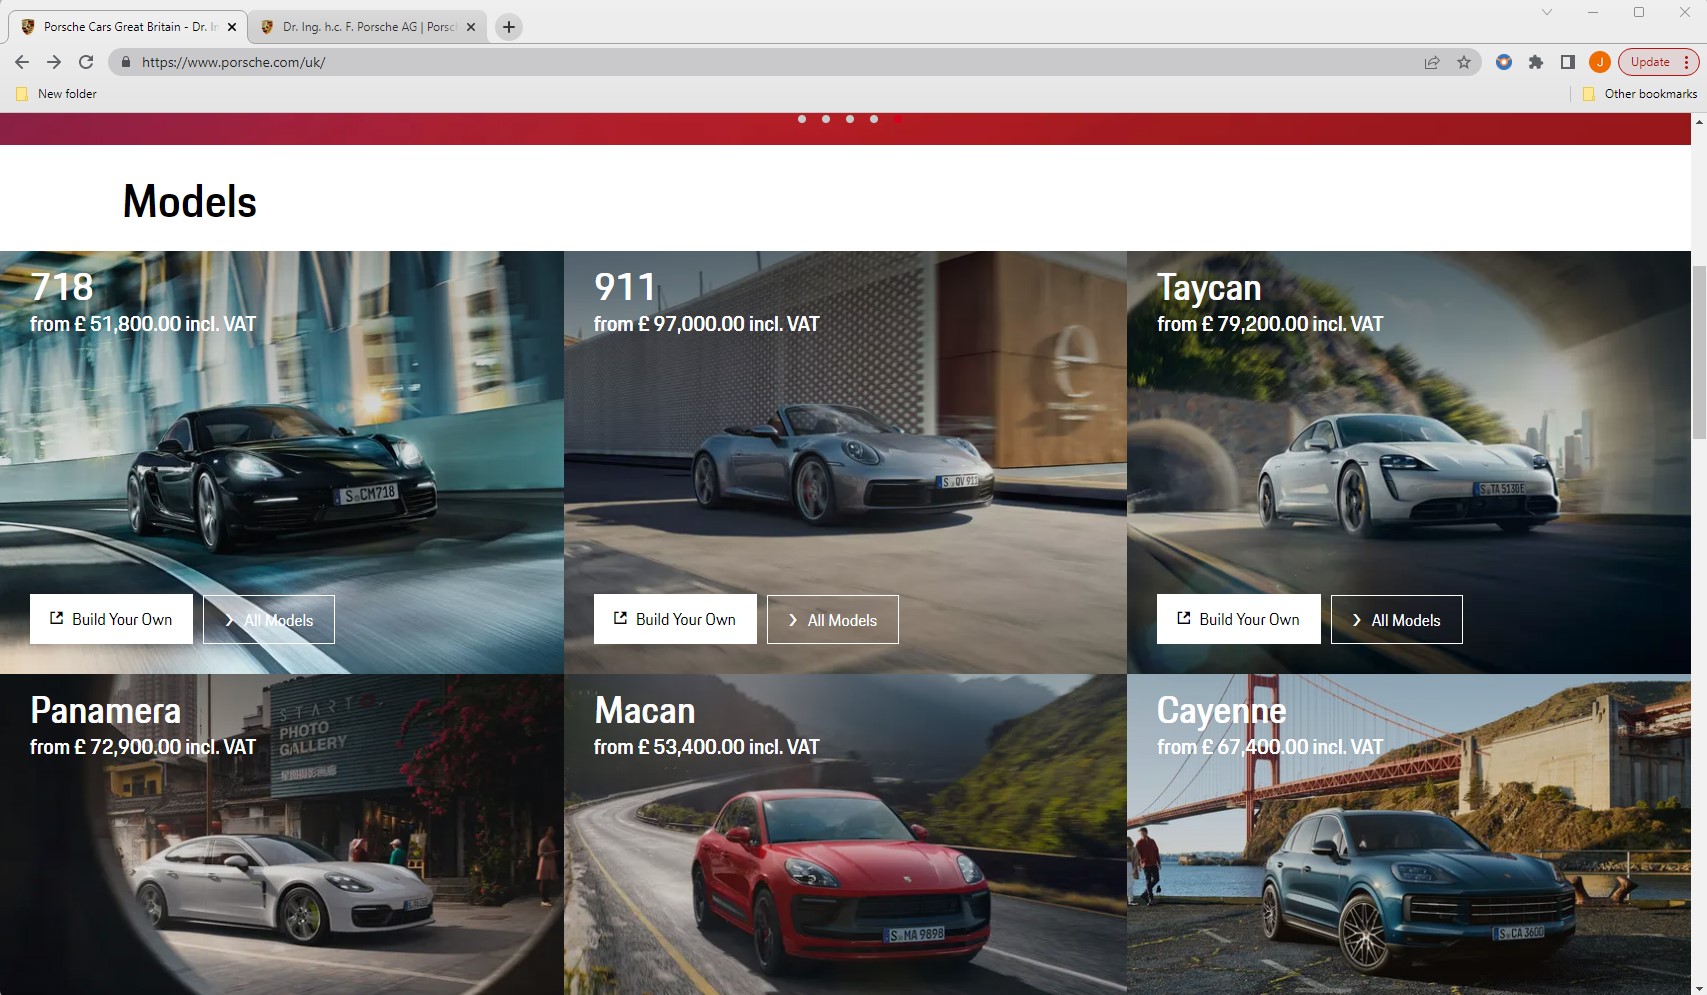 Porsche Cars Great Britain - Dr. In
Dr. Ing. h.c. F. Porsche AG | Porsc
https://www.porsche.com/uk/
J
Update
New folder
Other bookmarks
Models
718
from £ 51,800.00 incl. VAT
911
from £ 97,000.00 incl. VAT
Taycan
from £ 79,200.00 incl. VAT
S CM718
S QV 911
S TA 5130E
Build Your Own
All Models
Build Your Own
All Models
Build Your Own
All Models
Panamera
from £ 72,900.00 incl. VAT
START
PHOTO
GALLERY
Macan
from £ 53,400.00 incl. VAT
Cayenne
from £ 67,400.00 incl. VAT
S MA 9898
S CA 3600